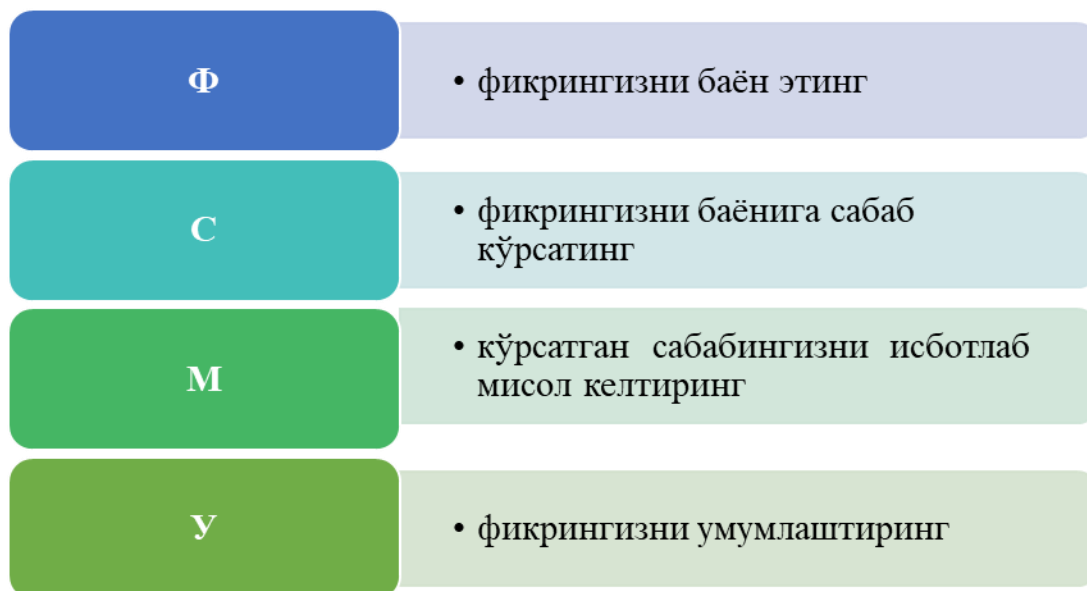 Ф
• фикрингизни баён этинг
С
• фикрингизни баёнига сабаб
кўрсатинг
М
• кўрсатган сабабингизни исботлаб
мисол келтиринг
У
• фикрингизни умумлаштиринг